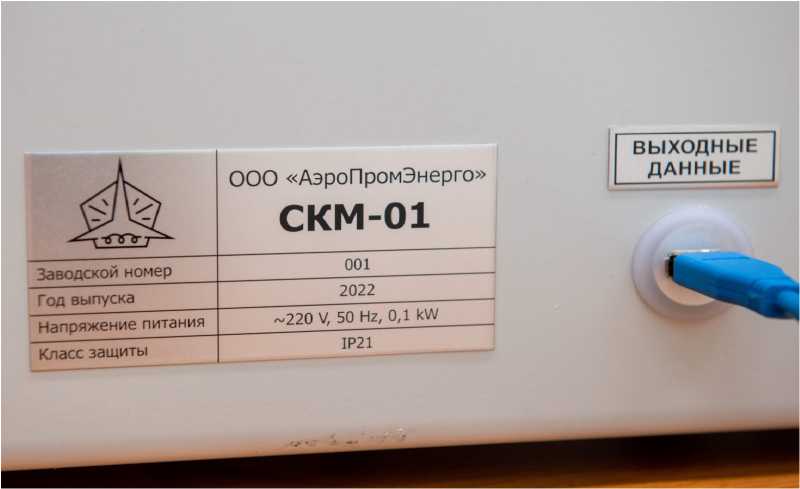 ООО «АэроПромЭнерго»
СКМ-01
Заводской номер 001
Год выпуска 2022
Напряжение питания ~220 V, 50 Hz, 0,1 kW
Класс защиты IP21
ВЫХОДНЫЕ
ДАННЫЕ